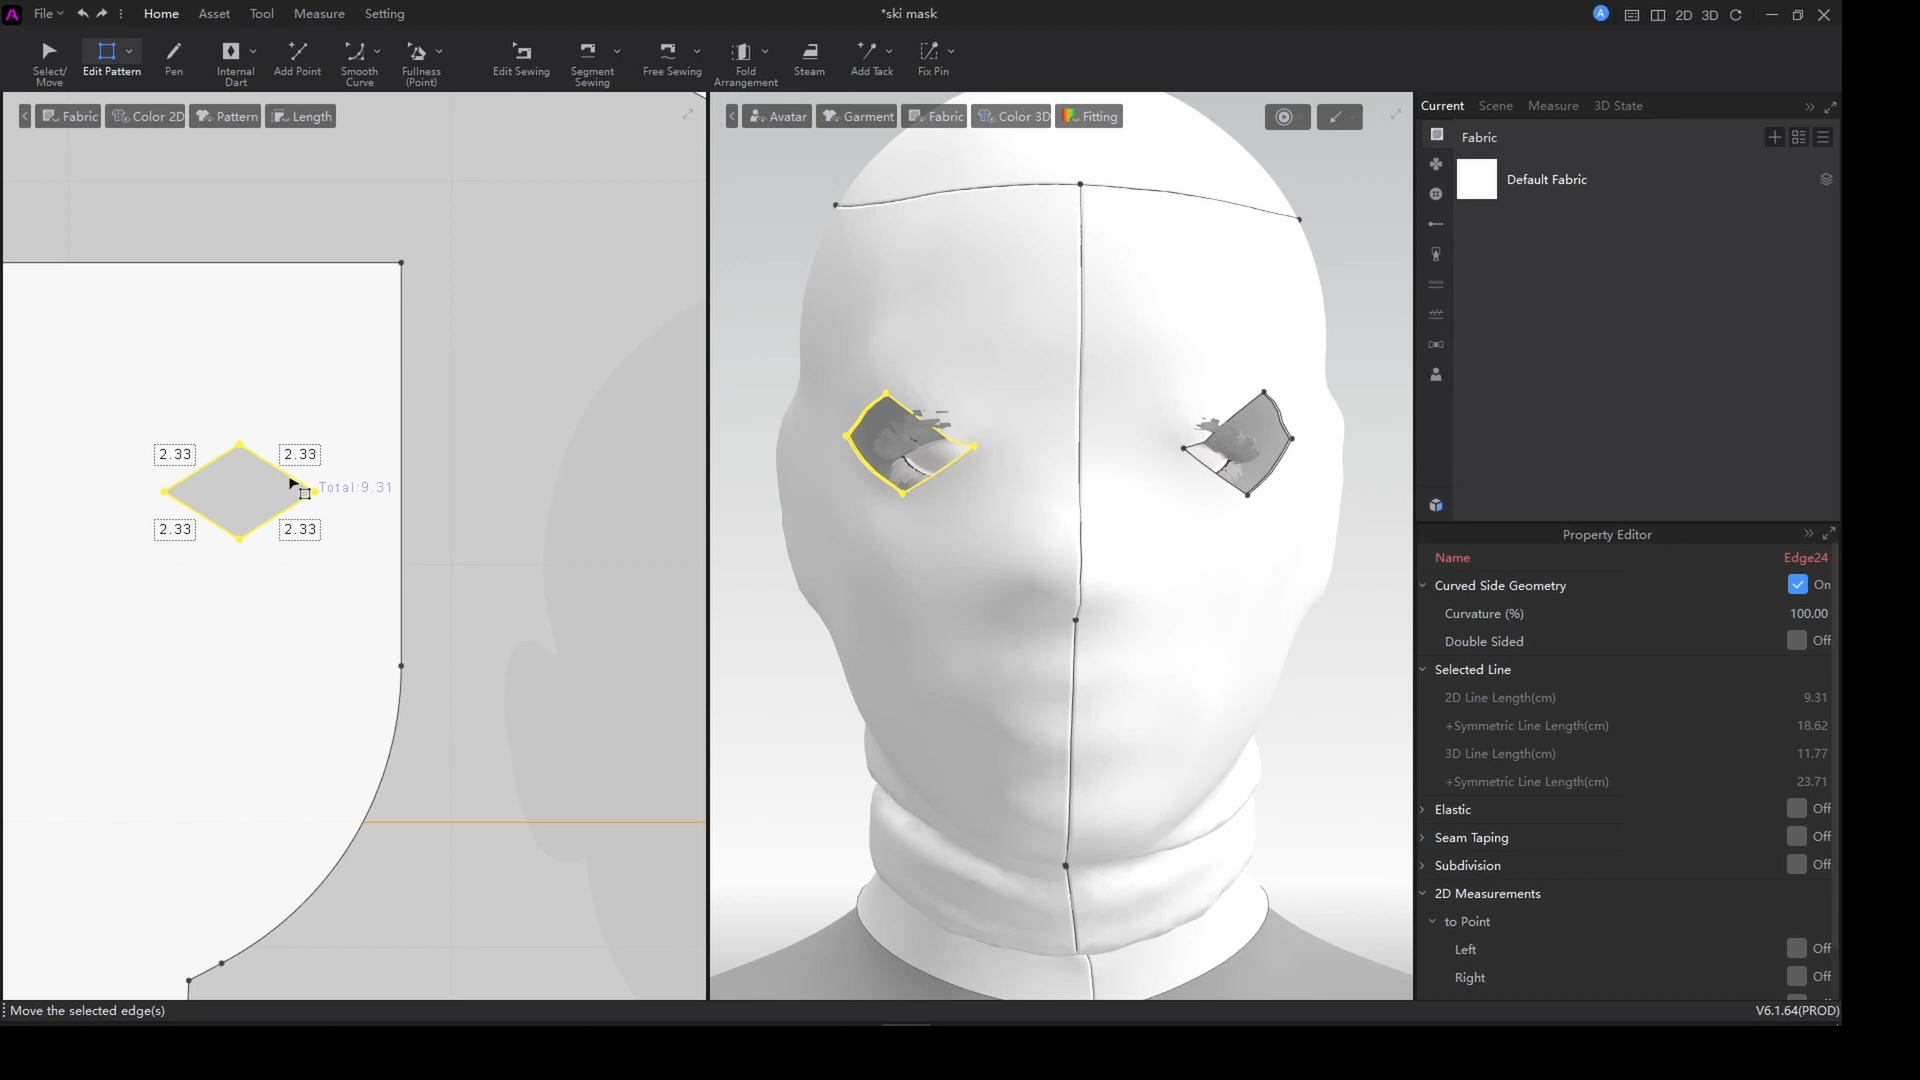 File
Home
Asset
Tool
Measure
Setting
*ski mask
A
2D
3D
Select/
Move
Edit Pattern
Pen
Internal
Dart
Add Point
Smooth
Curve
Fullness
(Point)
Edit Sewing
Segment
Sewing
Free Sewing
Fold
Arrangement
Steam
Add Tack
Fix Pin
Fabric
Color 2D
Pattern
Length
Avatar
Garment
Fabric
Color 3D
Fitting
Current
Scene
Measure
3D State
Fabric
Default Fabric
2.33
2.33
Total:9.31
2.33
2.33
Property Editor
Name
Edge24
Curved Side Geometry
On
Curvature (%)
100.00
Double Sided
Off
Selected Line
2D Line Length(cm)
9.31
+Symmetric Line Length(cm)
18.62
3D Line Length(cm)
11.77
+Symmetric Line Length(cm)
23.71
Elastic
Off
Seam Taping
Off
Subdivision
Off
2D Measurements
to Point
Left
Off
Right
Off
Move the selected edge(s)
V6.1.64(PROD)